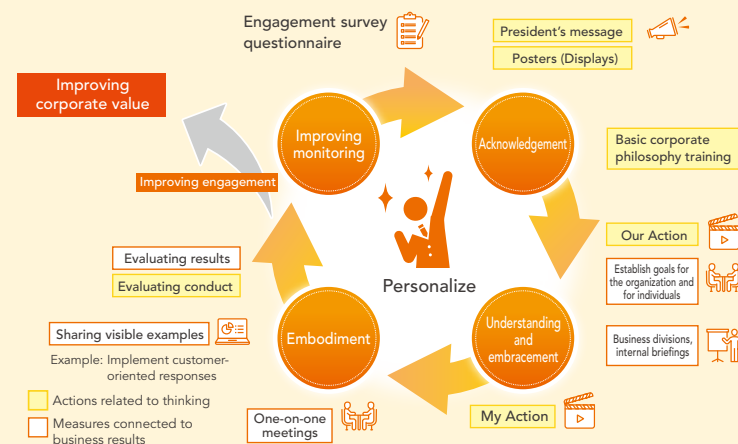 Engagement survey
questionnaire
President's message
Posters (Displays)
Improving
corporate value
Improving
monitoring
Acknowledgement
Basic corporate
philosophy training
Improving engagement
Our Action
Evaluating results
Evaluating conduct
Establish goals for
the organization and
for individuals
Personalize
Sharing visible examples
Embodiment
Understanding
and
embracement
Business divisions,
internal briefings
Example: Implement customer-
oriented responses
Actions related to thinking
Measures connected to
business results
One-on-one
meetings
My Action